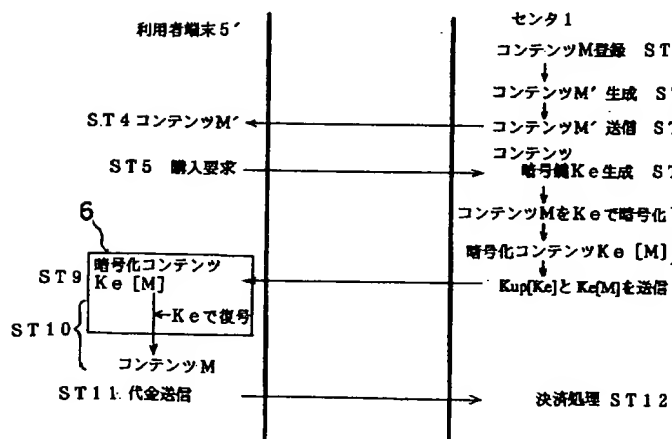 利用者端末5´
センタ1
コンテンツM登録 ST
コンテンツM´生成 S
ST4 コンテンツM´
コンテンツM´送信 S
ST5 購入要求
コンテンツ
暗号鍵Ke生成 S
コンテンツMをKeで暗号化
6
暗号化コンテンツKe[M]
ST9
暗号化コンテンツ
Ke[M]
Kup[Ke]とKe[M]を送信
ST10
←Keで復号
コンテンツM
ST11.代金送信
決済処理 ST12